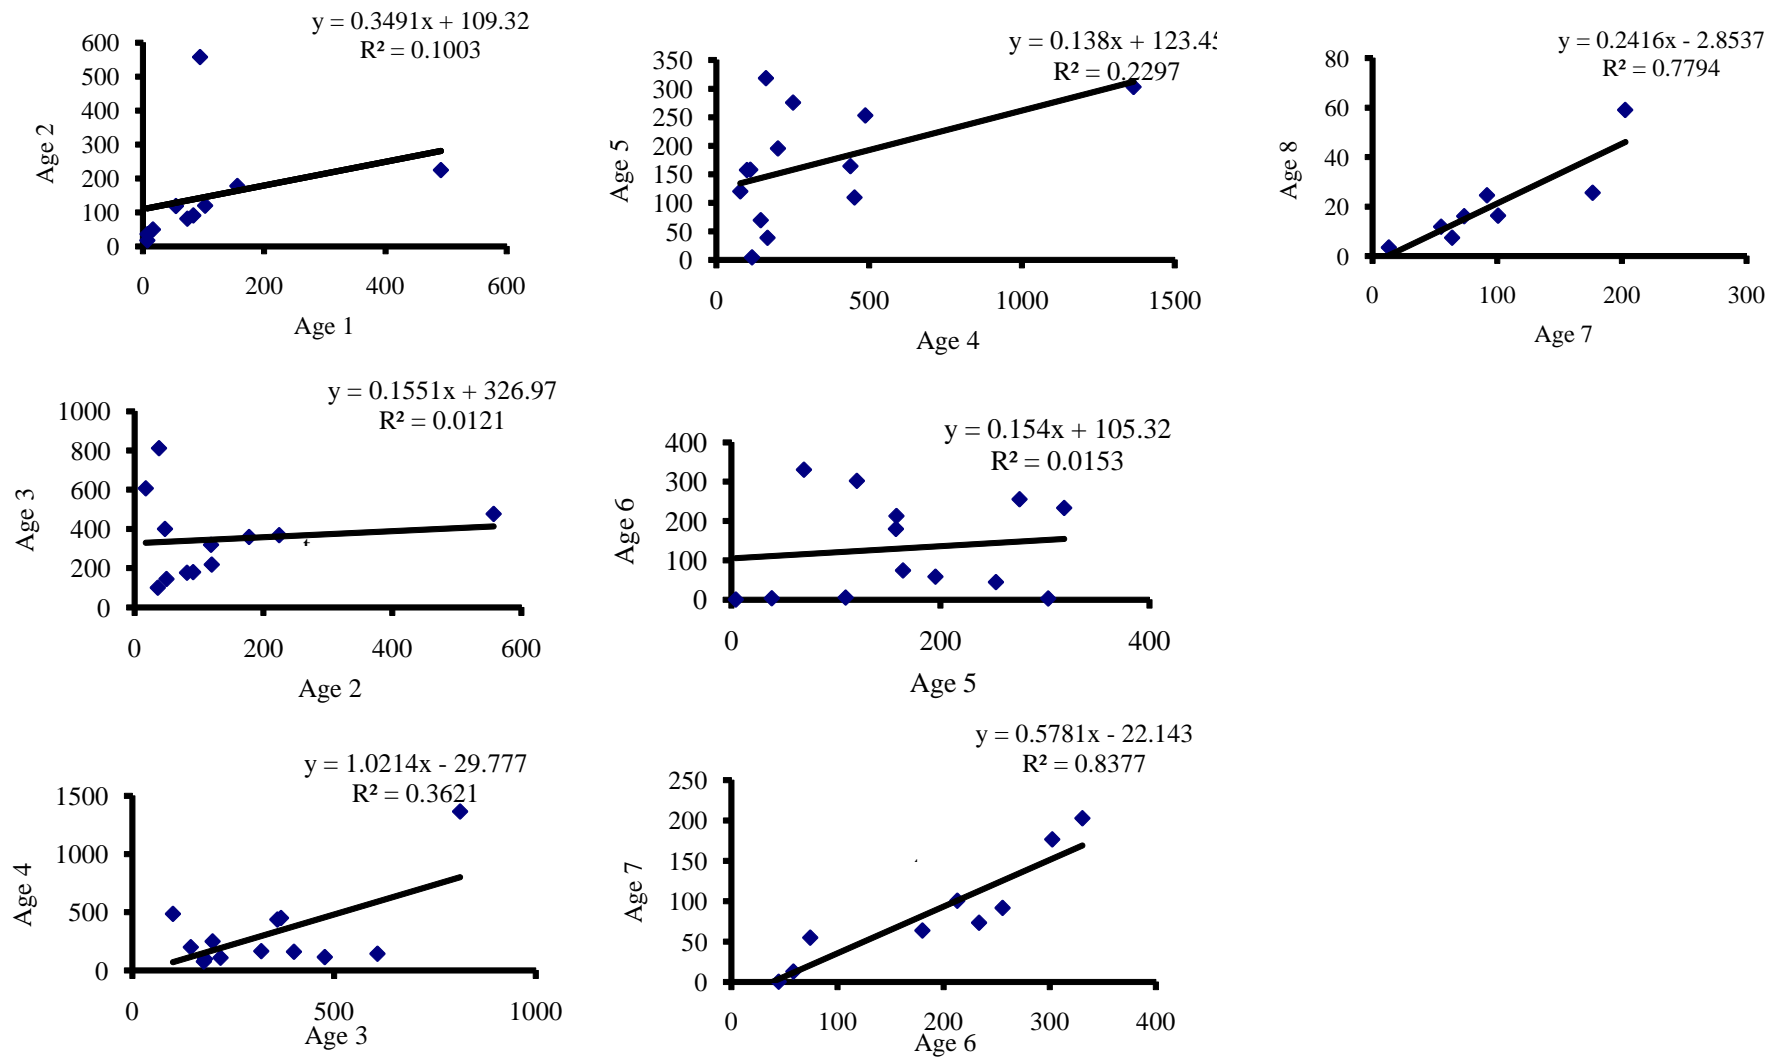 y = 0.3491x + 109.32
R² = 0.1003
600
500
400
300
200
100
0
Age 2
0 200 400 600
Age 1
y = 0.138x + 123.45
R² = 0.2297
350
300
250
200
150
100
50
0
Age 5
0 500 1000 1500
Age 4
y = 0.2416x - 2.8537
R² = 0.7794
80
60
40
20
0
Age 8
0 100 200 300
Age 7
y = 0.1551x + 326.97
R² = 0.0121
1000
800
600
400
200
0
Age 3
0 200 400 600
Age 2
y = 0.154x + 105.32
R² = 0.0153
400
300
200
100
0
Age 6
0 200 400
Age 5
y = 1.0214x - 29.777
R² = 0.3621
1500
1000
500
0
Age 4
0 500 1000
Age 3
y = 0.5781x - 22.143
R² = 0.8377
250
200
150
100
50
0
Age 7
0 100 200 300 400
Age 6